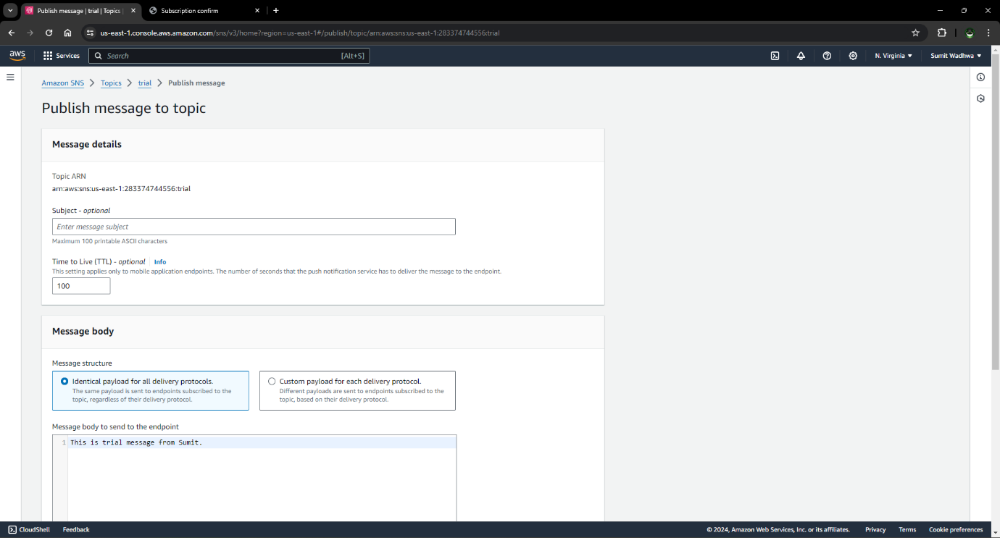 Publish message | trial | Topics |
Subscription confirm
us-east-1.console.aws.amazon.com/sns/v3/home?region=us-east-1#/publish/topic/arn:aws:sns:us-east-1:283374744556:trial
aws
Services
Search
[Alt+S]
N. Virginia
Sumit Wadhwa
Amazon SNS > Topics > trial > Publish message
Publish message to topic
Message details
Topic ARN
arn:aws:sns:us-east-1:283374744556:trial
Subject - optional
Enter message subject
Maximum 100 printable ASCII characters
Time to Live (TTL) - optional Info
This setting applies only to mobile application endpoints. The number of seconds that the push notification service has to deliver the message to the endpoint.
100
Message body
Message structure
Identical payload for all delivery protocols.
The same payload is sent to endpoints subscribed to the
topic, regardless of their delivery protocol.
Custom payload for each delivery protocol.
Different payloads are sent to endpoints subscribed to the
topic, based on their delivery protocol.
Message body to send to the endpoint
1 This is trial message from Sumit.
CloudShell
Feedback
© 2024, Amazon Web Services, Inc. or its affiliates.
Privacy
Terms
Cookie preferences